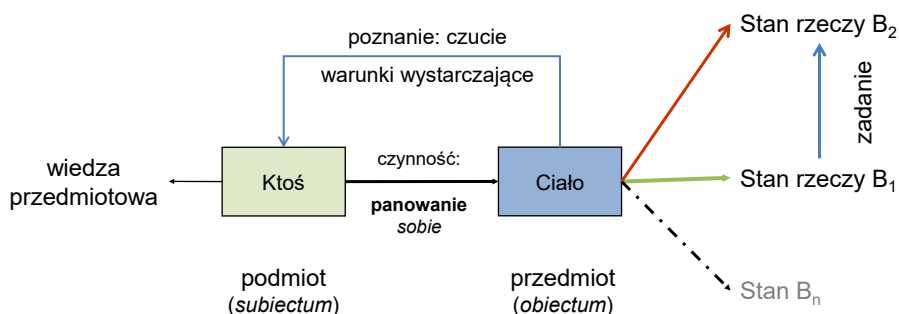 poznanie: czucie
warunki wystarczające
Stan rzeczy B₂
zadanie
wiedza
przedmiotowa
Ktoś
czynność:
panowanie
sobie
Ciało
Stan rzeczy B₁
podmiot
(subiectum)
przedmiot
(obiectum)
Stan Bₙ